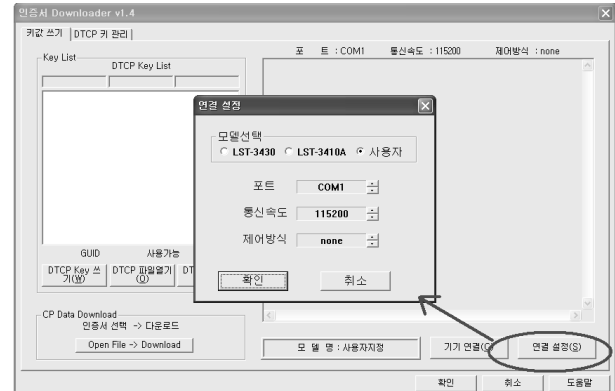 인증서 Downloader v1.4
키값 쓰기 DTCP 키 관리
포 트 : COM1 통신속도 : 115200 제어방식 : none
Key List
DTCP Key List
연결 설정
모델선택
LST-3430 LST-3410A 사용자
포트 COM1
통신속도 115200
제어방식 none
확인 취소
GUID 사용가능
DTCP Key 쓰기(W) DTCP 파일열기(O) DT
CP Data Download
인증서 선택 -> 다운로드
Open File -> Download
모 델 명 : 사용자지정 기기 연결(C) 연결 설정(S)
확인 취소 도움말